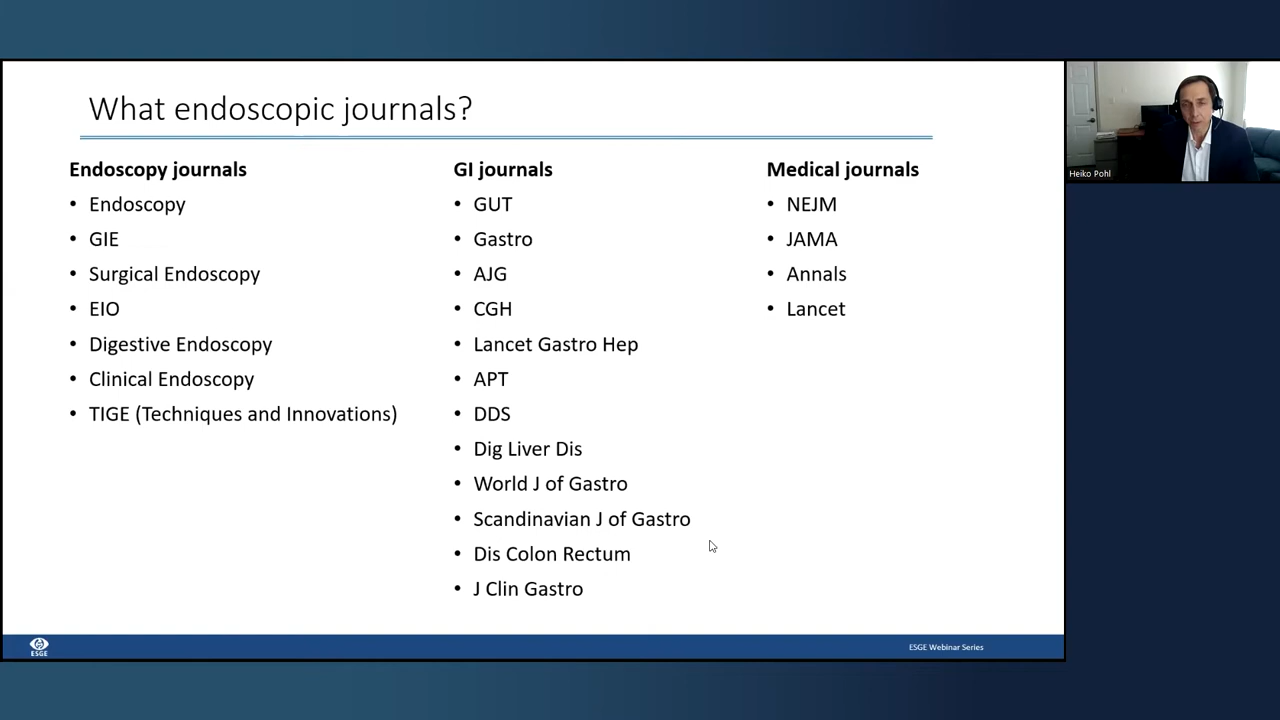 What endoscopic journals?
Endoscopy journals
• Endoscopy
• GIE
• Surgical Endoscopy
• EIO
• Digestive Endoscopy
• Clinical Endoscopy
• TIGE (Techniques and Innovations)
GI journals
• GUT
• Gastro
• AJG
• CGH
• Lancet Gastro Hep
• APT
• DDS
• Dig Liver Dis
• World J of Gastro
• Scandinavian J of Gastro
• Dis Colon Rectum
• J Clin Gastro
Medical journals
• NEJM
• JAMA
• Annals
• Lancet
Heiko Pohl
ESGE
ESGE Webinar Series